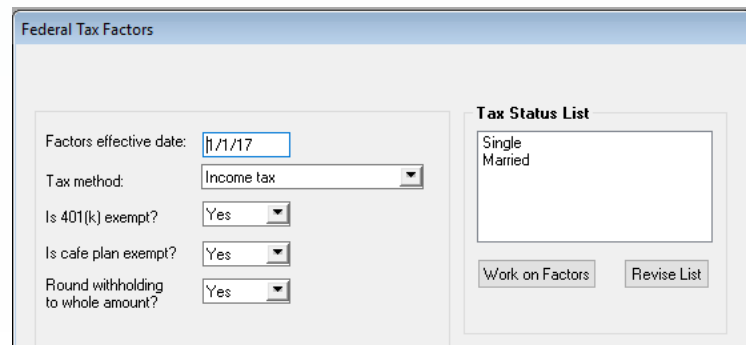 Federal Tax Factors
Factors effective date: 1/1/17
Tax method: Income tax
Is 401(k) exempt? Yes
Is cafe plan exempt? Yes
Round withholding
to whole amount? Yes
Tax Status List
Single
Married
Work on Factors Revise List